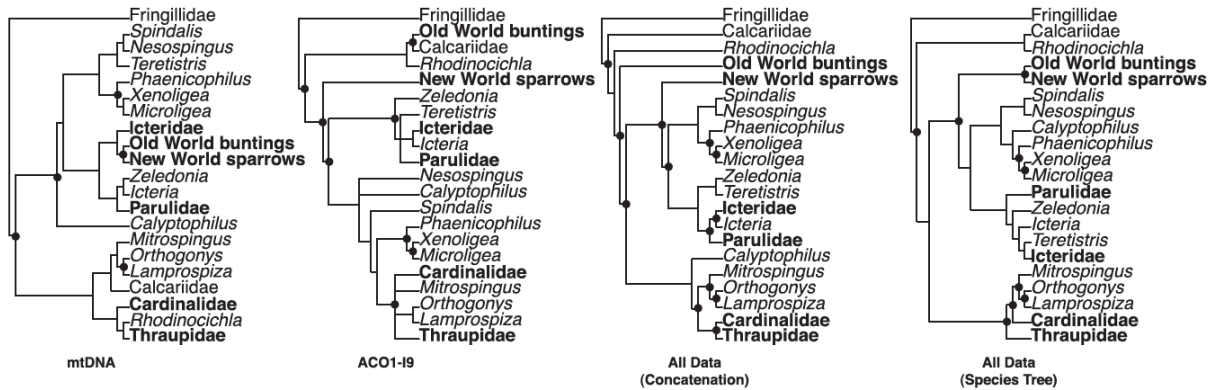 Fringillidae
Spindalis
Nesospingus
Teretistris
Phaenicophilus
Xenoligea
Microligea
Icteridae
Old World buntings
New World sparrows
Zeledonia
Icteria
Parulidae
Calyptophilus
Mitrospingus
Orthogonys
Lamprospiza
Calcariidae
Cardinalidae
Rhodinocichla
Thraupidae
mtDNA
Fringillidae
Old World buntings
Calcariidae
Rhodinocichla
New World sparrows
Zeledonia
Teretistris
Icteridae
Icteria
Parulidae
Nesospingus
Calyptophilus
Spindalis
Phaenicophilus
Xenoligea
Microligea
Cardinalidae
Mitrospingus
Orthogonys
Lamprospiza
Thraupidae
ACO1-I9
Fringillidae
Calcariidae
Rhodinocichla
Old World buntings
New World sparrows
Spindalis
Nesospingus
Phaenicophilus
Xenoligea
Microligea
Zeledonia
Teretistris
Icteridae
Icteria
Parulidae
Calyptophilus
Mitrospingus
Orthogonys
Lamprospiza
Cardinalidae
Thraupidae
All Data
(Concatenation)
Fringillidae
Calcariidae
Rhodinocichla
Old World buntings
New World sparrows
Spindalis
Nesospingus
Calyptophilus
Phaenicophilus
Xenoligea
Microligea
Parulidae
Zeledonia
Icteria
Teretistris
Icteridae
Mitrospingus
Orthogonys
Lamprospiza
Cardinalidae
Thraupidae
All Data
(Species Tree)